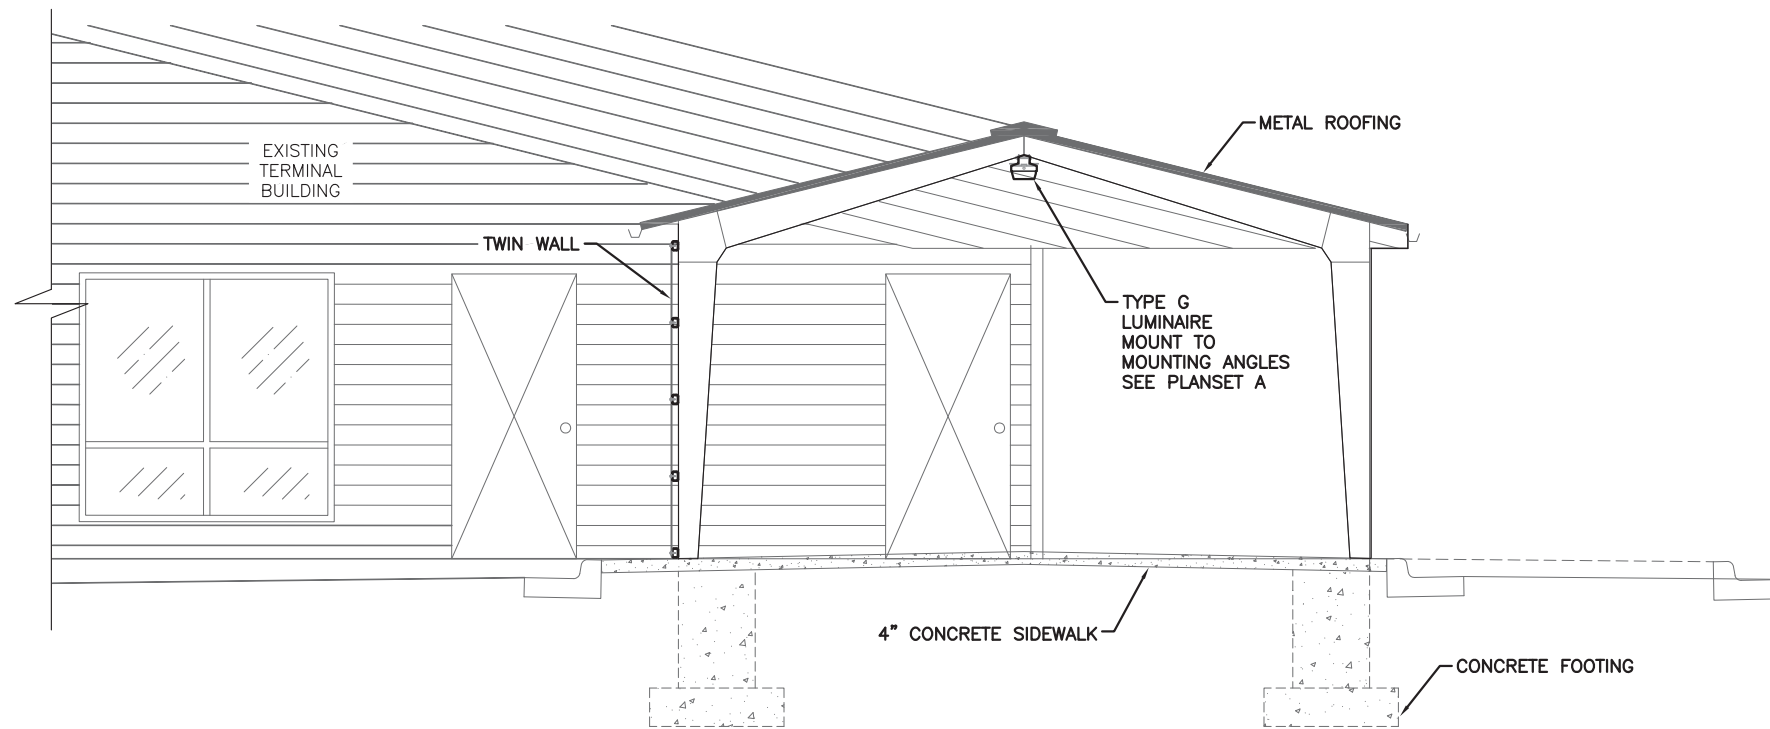 METAL ROOFING
EXISTING
TERMINAL
BUILDING
TWIN WALL
TYPE G
LUMINAIRE
MOUNT TO
MOUNTING ANGLES
SEE PLANSET A
4" CONCRETE SIDEWALK
CONCRETE FOOTING